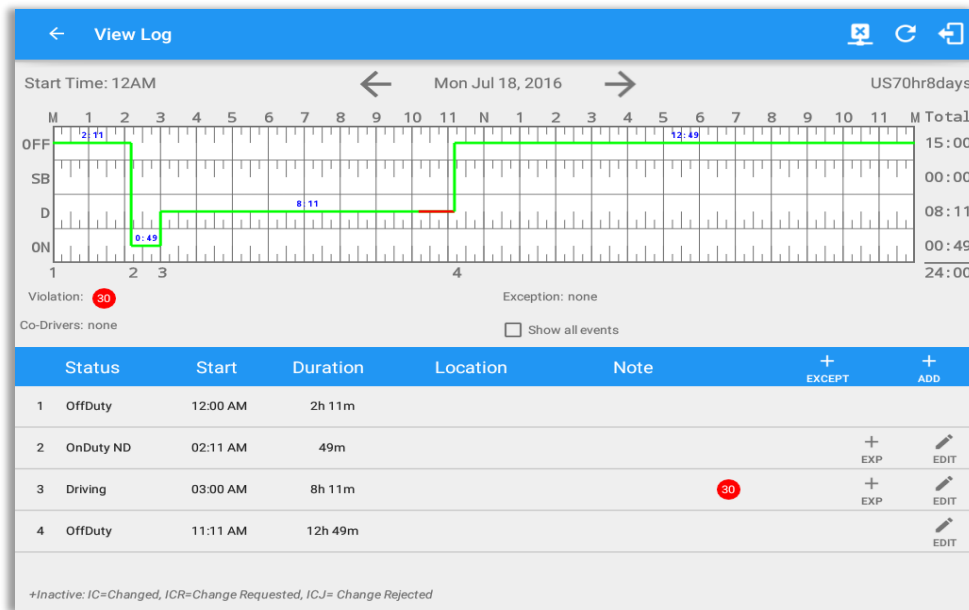 View Log
Start Time: 12AM Mon Jul 18, 2016 US70hr8days
M 1 2 3 4 5 6 7 8 9 10 11 N 1 2 3 4 5 6 7 8 9 10 11 M Total
OFF 2:11 12:49 15:00
SB 00:00
D 8:11 08:11
ON 0:49 00:49
1 2 3 4 24:00
Violation: 30 Exception: none
Co-Drivers: none Show all events
Status Start Duration Location Note + EXCEPT + ADD
1 OffDuty 12:00 AM 2h 11m
2 OnDuty ND 02:11 AM 49m + EXP EDIT
3 Driving 03:00 AM 8h 11m 30 + EXP EDIT
4 OffDuty 11:11 AM 12h 49m EDIT
+Inactive: IC=Changed, ICR=Change Requested, ICJ= Change Rejected